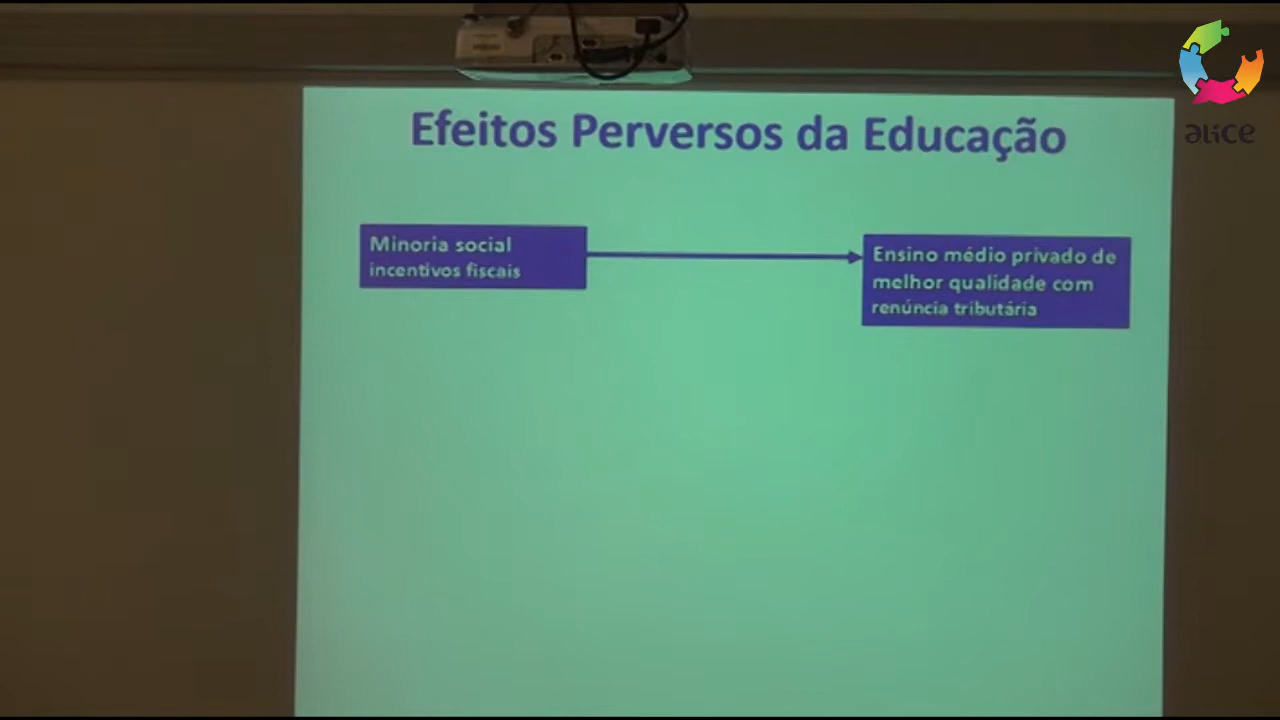 Efeitos Perversos da Educação
Minoria social
incentivos fiscais
Ensino médio privado de
melhor qualidade com
renúncia tributária
alice